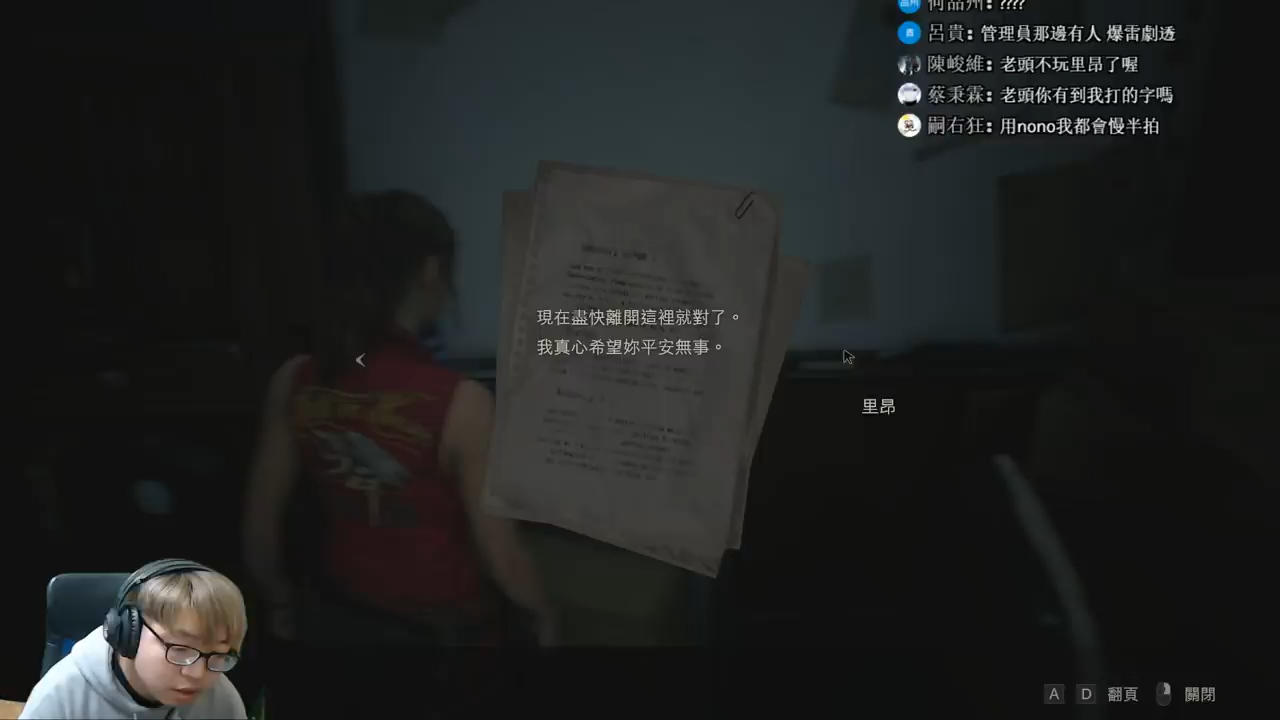 何品州: ????
呂貴: 管理員那邊有人 爆雷劇透
陳峻維: 老頭不玩里昂了喔
蔡秉霖: 老頭你有到我打的字嗎
嗣右狂: 用nono我都會慢半拍
現在盡快離開這裡就對了。
我真心希望妳平安無事。
里昂
A D 翻頁 關閉